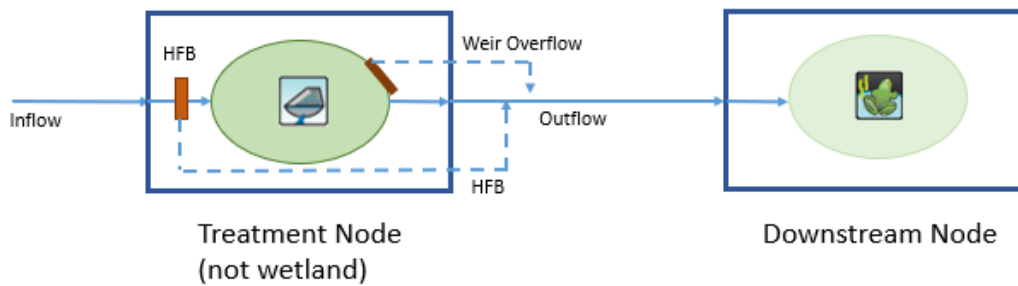 HFB
Weir Overflow
Inflow
Outflow
HFB
Treatment Node
(not wetland)
Downstream Node